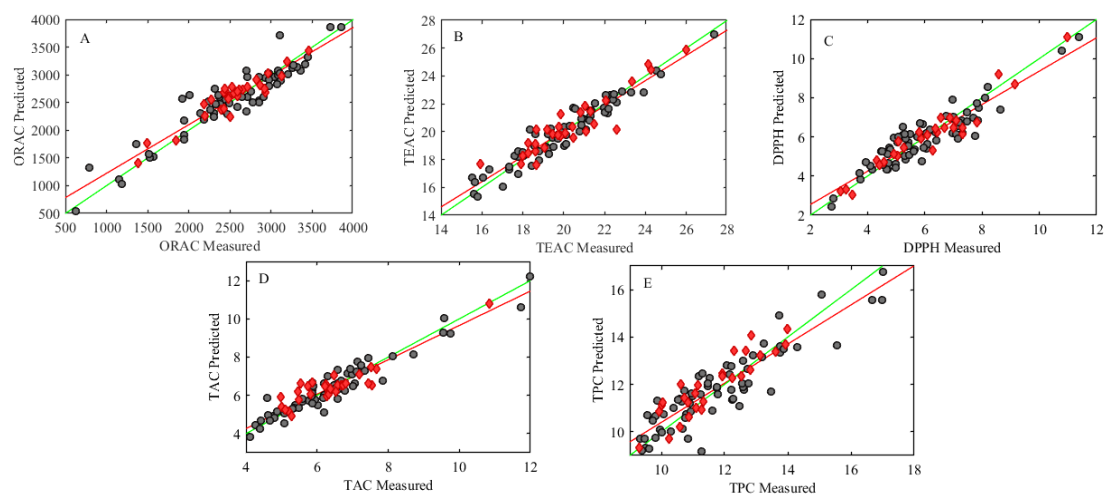 A
ORAC Predicted
4000
3500
3000
2500
2000
1500
1000
500
500 1000 1500 2000 2500 3000 3500 4000
ORAC Measured
B
TEAC Predicted
28
26
24
22
20
18
16
14
14 16 18 20 22 24 26 28
TEAC Measured
C
DPPH Predicted
12
10
8
6
4
2
2 4 6 8 10 12
DPPH Measured
D
TAC Predicted
12
10
8
6
4
4 6 8 10 12
TAC Measured
E
TPC Predicted
16
14
12
10
10 12 14 16 18
TPC Measured